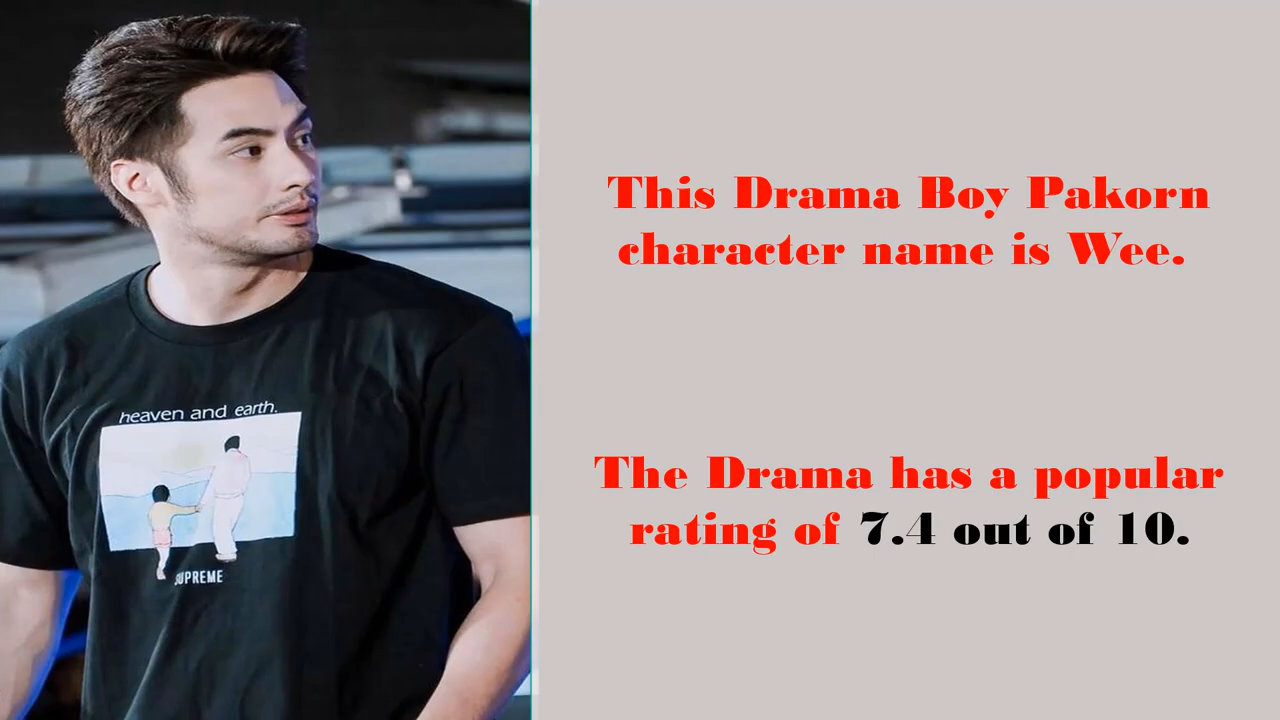 heaven and earth.
SUPREME
This Drama Boy Pakorn
character name is Wee.
The Drama has a popular
rating of 7.4 out of 10.